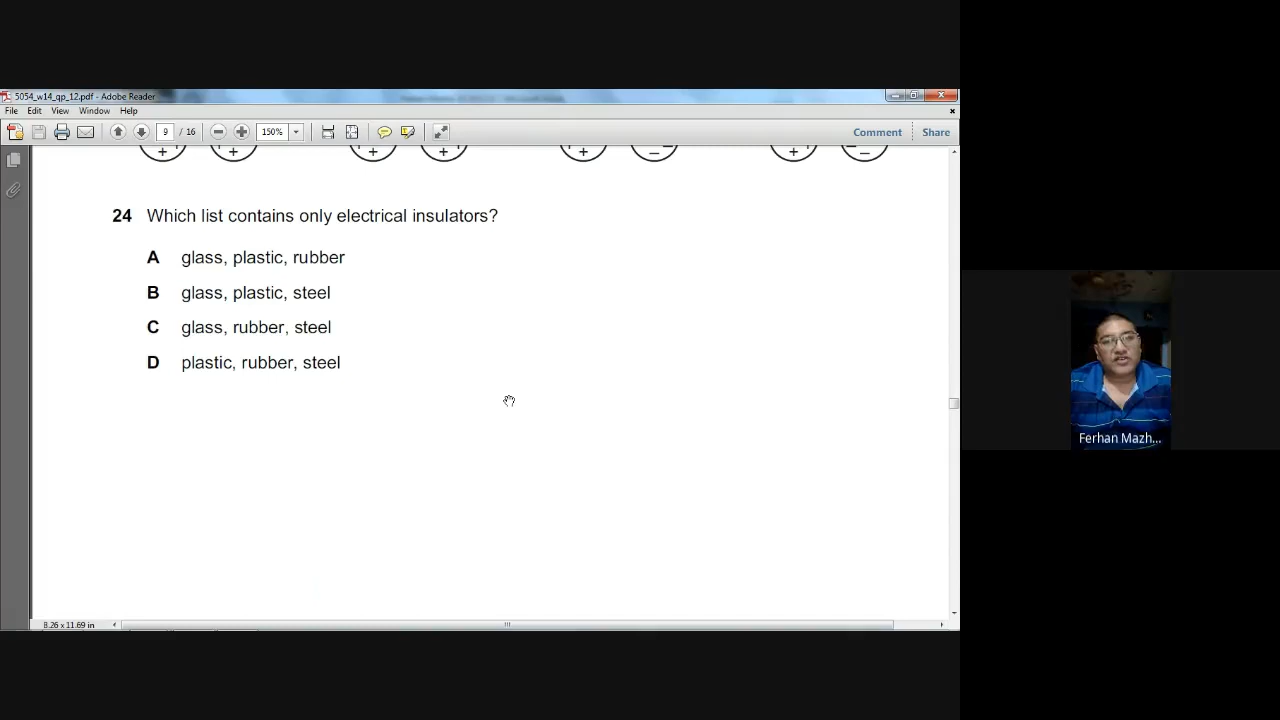 5054_w14_qp_12.pdf - Adobe Reader
File Edit View Window Help
9 / 16 150% Comment Share
+ + + + + − + −
24 Which list contains only electrical insulators?
A glass, plastic, rubber
B glass, plastic, steel
C glass, rubber, steel
D plastic, rubber, steel
Ferhan Mazh...
8.26 x 11.69 in